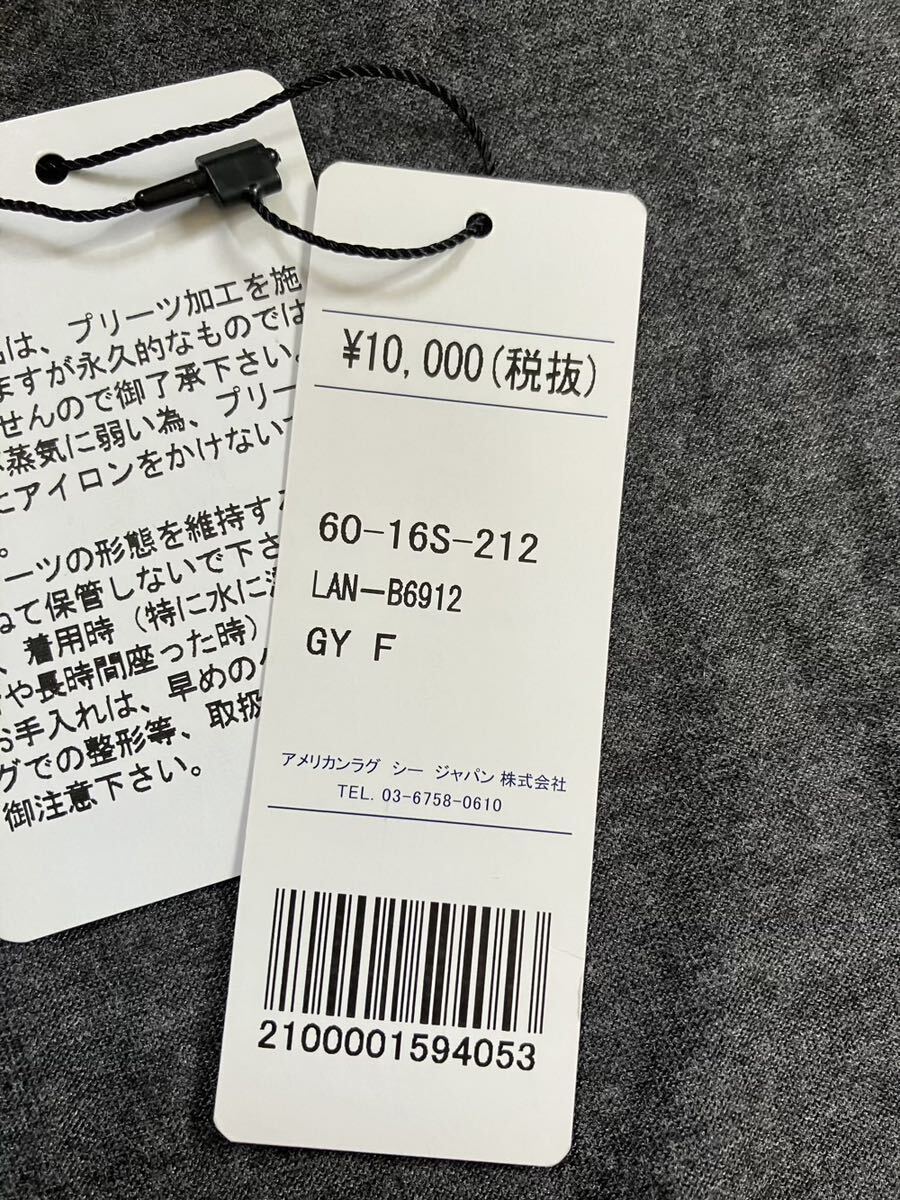 は、プリーツ加工を施
ますが永久的なものでは
せんので御了承下さい。
蒸気に弱い為、プリー
にアイロンをかけない
。
ーツの形態を維持する
ねて保管しないで下さ
、着用時(特に水に
や長時間座った時)
お手入れは、早めの
グでの整形等、取扱
御注意下さい。
¥10,000(税抜)
60-16S-212
LAN-B6912
GY F
アメリカンラグ シー ジャパン 株式会社
TEL. 03-6758-0610
2100001594053